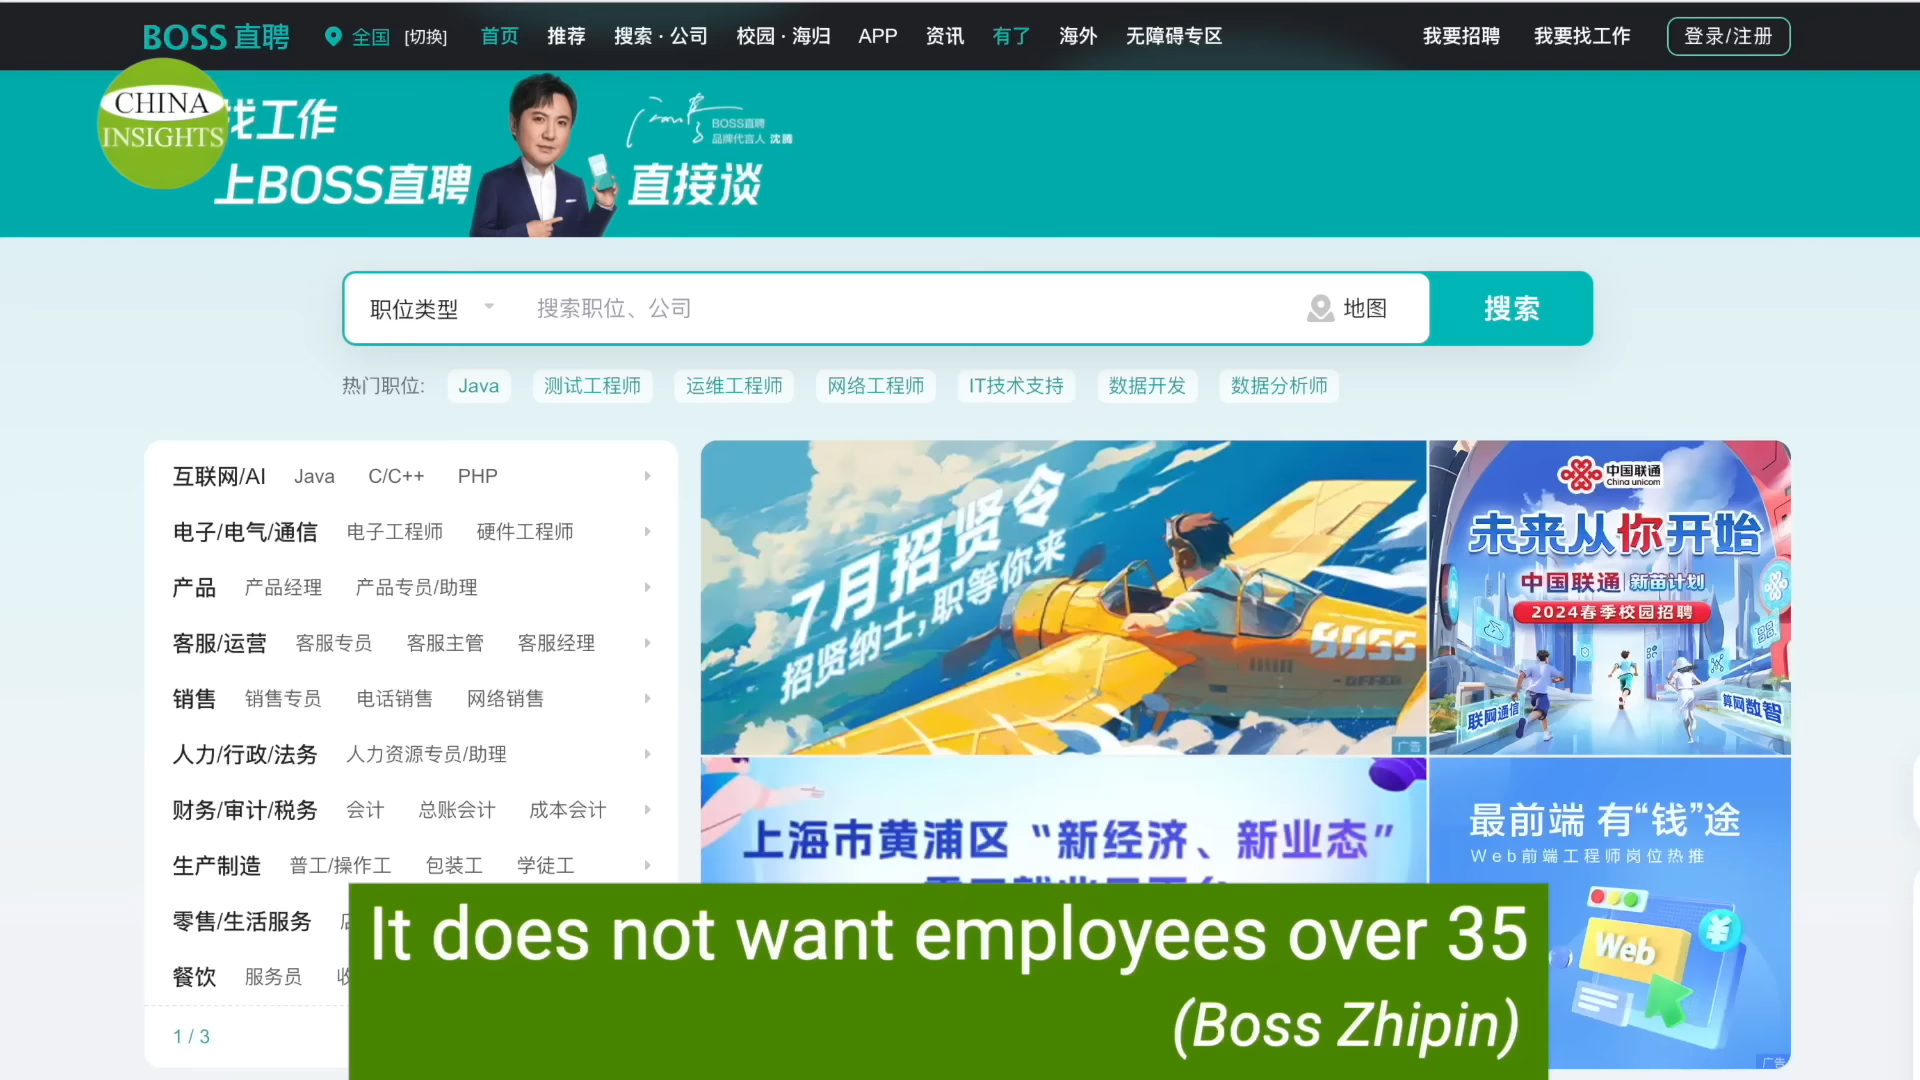 BOSS 直聘 全国 [切换] 首页 推荐 搜索 · 公司 校园 · 海归 APP 资讯 有了 海外 无障碍专区 我要招聘 我要找工作 登录/注册
CHINA
INSIGHTS
找工作
上BOSS直聘
BOSS直聘
品牌代言人 沈腾
直接谈
职位类型 搜索职位、公司 地图 搜索
热门职位: Java 测试工程师 运维工程师 网络工程师 IT技术支持 数据开发 数据分析师
互联网/AI Java C/C++ PHP
电子/电气/通信 电子工程师 硬件工程师
产品 产品经理 产品专员/助理
客服/运营 客服专员 客服主管 客服经理
销售 销售专员 电话销售 网络销售
人力/行政/法务 人力资源专员/助理
财务/审计/税务 会计 总账会计 成本会计
生产制造 普工/操作工 包装工 学徒工
零售/生活服务
餐饮 服务员
1 / 3
7月招贤令
招贤纳士,职等你来
BOSS
OFFER
广告
中国联通
China unicom
未来从你开始
中国联通 新苗计划
2024春季校园招聘
联网通信
算网数智
上海市黄浦区“新经济、新业态”
最前端 有“钱”途
Web前端工程师岗位热推
Web
广告
It does not want employees over 35
(Boss Zhipin)